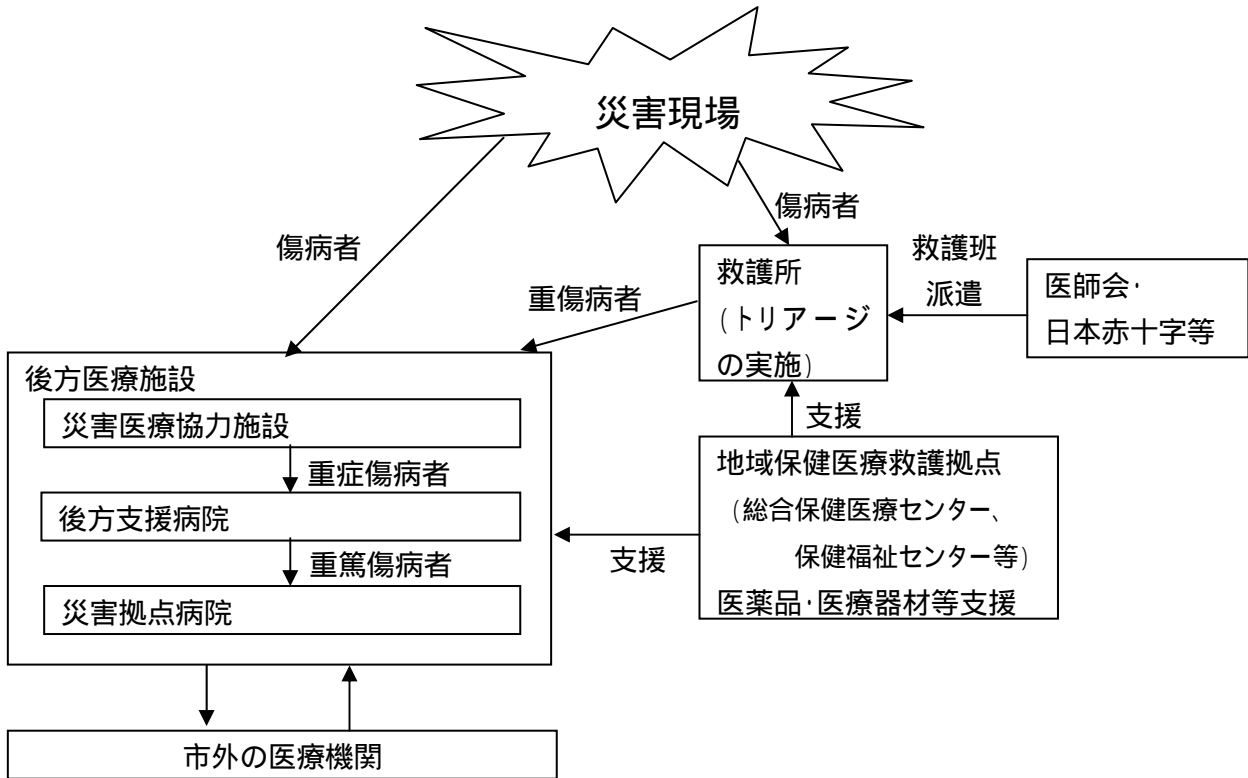 災害現場
傷病者
傷病者
救護班
派遣
救護所
(トリアージ
の実施)
医師会・
日本赤十字等
重傷病者
後方医療施設
災害医療協力施設
重症傷病者
後方支援病院
重篤傷病者
災害拠点病院
支援
地域保健医療救護拠点
(総合保健医療センター、
保健福祉センター等)
医薬品・医療器材等支援
支援
市外の医療機関